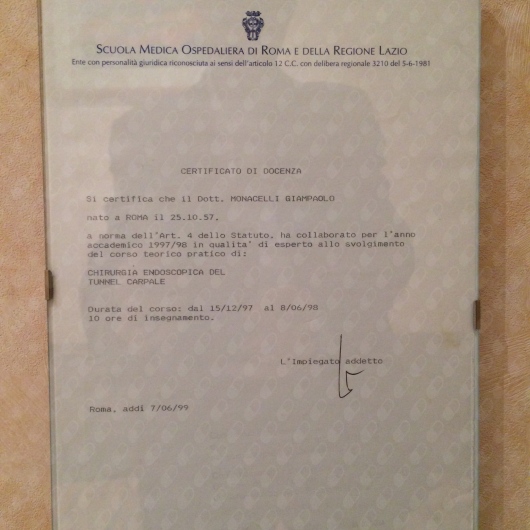 SCUOLA MEDICA OSPEDALIERA DI ROMA E DELLA REGIONE LAZIO
Ente con personalità giuridica riconosciuta ai sensi dell'articolo 12 C.C. con delibera regionale 3210 del 5-6-1981
CERTIFICATO DI DOCENZA
Si certifica che il Dott. MONACELLI GIAMPAOLO
nato a ROMA il 25.10.57,
a norma dell'Art. 4 dello Statuto, ha collaborato per l'anno
accademico 1997/98 in qualita' di esperto allo svolgimento
del corso teorico pratico di:
CHIRURGIA ENDOSCOPICA DEL
TUNNEL CARPALE
Durata del corso: dal 15/12/97 al 8/06/98
10 ore di insegnamento.
L'Impiegato addetto
Roma, addi 7/06/99